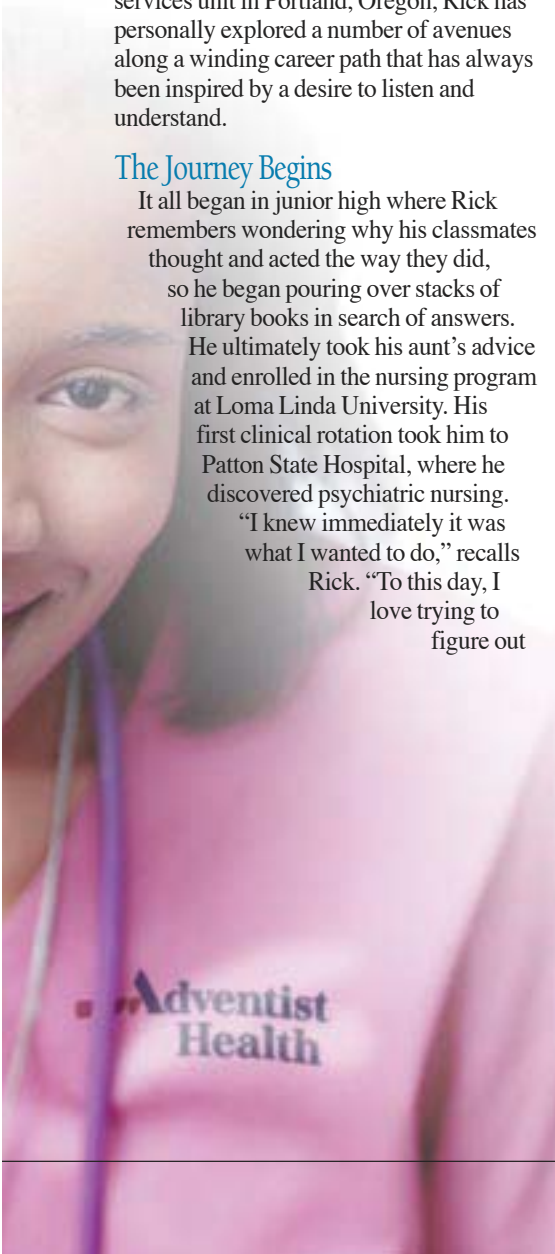 services unit in Portland, Oregon, Rick has
personally explored a number of avenues
along a winding career path that has always
been inspired by a desire to listen and
understand.
The Journey Begins
It all began in junior high where Rick
remembers wondering why his classmates
thought and acted the way they did,
so he began pouring over stacks of
library books in search of answers.
He ultimately took his aunt’s advice
and enrolled in the nursing program
at Loma Linda University. His
first clinical rotation took him to
Patton State Hospital, where he
discovered psychiatric nursing.
“I knew immediately it was
what I wanted to do,” recalls
Rick. “To this day, I
love trying to
figure out
Adventist
Health